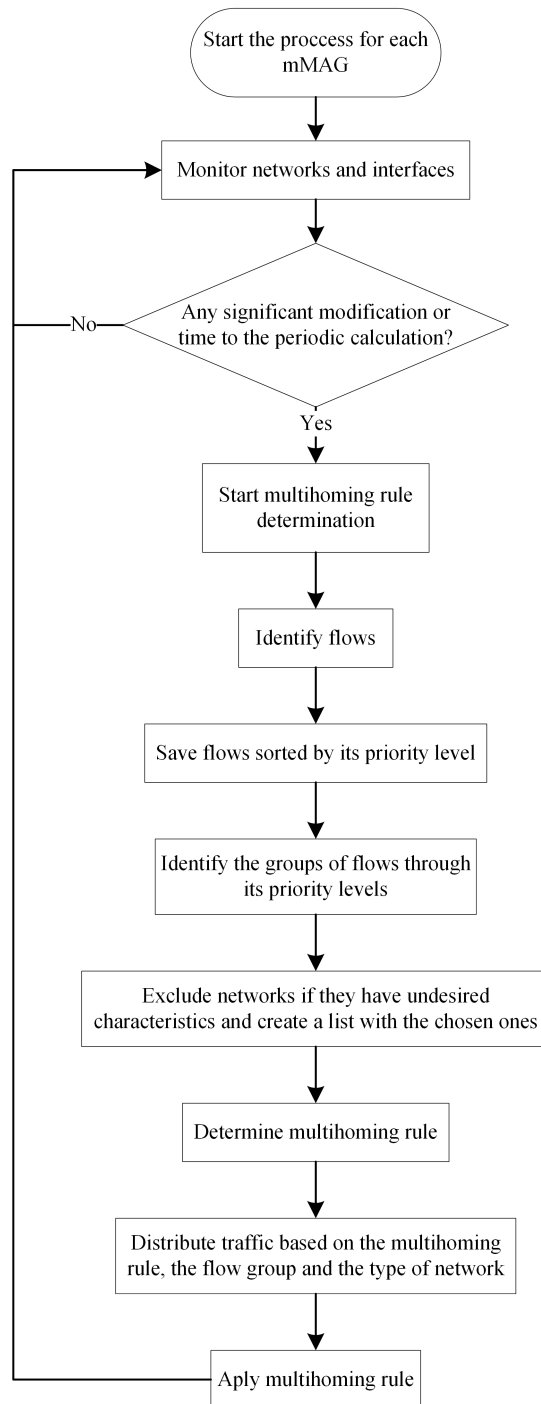 Start the proccess for each
mMAG
Monitor networks and interfaces
Any significant modification or
time to the periodic calculation?
No
Yes
Start multihoming rule
determination
Identify flows
Save flows sorted by its priority level
Identify the groups of flows through
its priority levels
Exclude networks if they have undesired
characteristics and create a list with the chosen ones
Determine multihoming rule
Distribute traffic based on the multihoming
rule, the flow group and the type of network
Aply multihoming rule